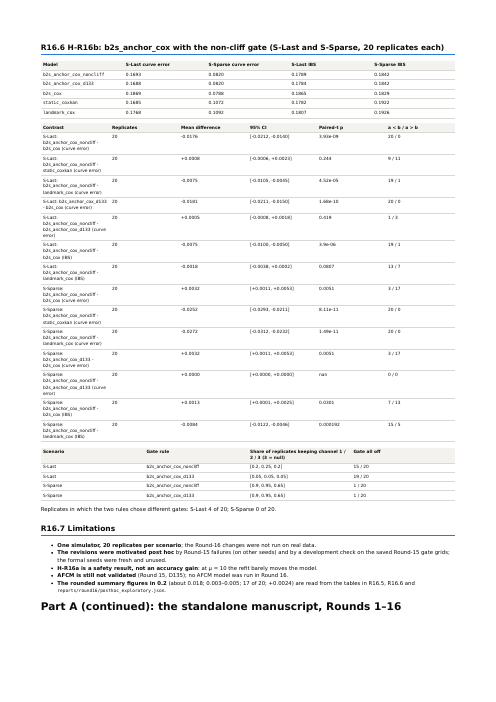 R16.6 H-R16b: b2s_anchor_cox with the non-cliff gate (S-Last and S-Sparse, 20 replicates each)
Model S-Last curve error S-Sparse curve error S-Last IBS S-Sparse IBS
b2s_anchor_cox_noncliff 0.1693 0.0820 0.1789 0.1842
b2s_anchor_cox_d133 0.1688 0.0820 0.1784 0.1842
b2s_cox 0.1869 0.0788 0.1865 0.1829
static_coxkan 0.1685 0.1072 0.1782 0.1922
landmark_cox 0.1768 0.1092 0.1807 0.1926
Contrast Replicates Mean difference 95% CI Paired-t p a < b / a > b
S-Last:
b2s_anchor_cox_noncliff -
b2s_cox (curve error) 20 -0.0176 [-0.0212, -0.0140] 3.93e-09 20 / 0
S-Last:
b2s_anchor_cox_noncliff -
static_coxkan (curve error) 20 +0.0008 [-0.0006, +0.0023] 0.244 9 / 11
S-Last:
b2s_anchor_cox_noncliff -
landmark_cox (curve error) 20 -0.0075 [-0.0105, -0.0045] 4.52e-05 19 / 1
S-Last: b2s_anchor_cox_d133
- b2s_cox (curve error) 20 -0.0181 [-0.0211, -0.0150] 1.68e-10 20 / 0
S-Last:
b2s_anchor_cox_noncliff -
b2s_anchor_cox_d133 (curve
error) 20 +0.0005 [-0.0008, +0.0018] 0.419 1 / 3
S-Last:
b2s_anchor_cox_noncliff -
b2s_cox (IBS) 20 -0.0075 [-0.0100, -0.0050] 3.9e-06 19 / 1
S-Last:
b2s_anchor_cox_noncliff -
landmark_cox (IBS) 20 -0.0018 [-0.0038, +0.0002] 0.0807 13 / 7
S-Sparse:
b2s_anchor_cox_noncliff -
b2s_cox (curve error) 20 +0.0032 [+0.0011, +0.0053] 0.0051 3 / 17
S-Sparse:
b2s_anchor_cox_noncliff -
static_coxkan (curve error) 20 -0.0252 [-0.0293, -0.0211] 8.11e-11 20 / 0
S-Sparse:
b2s_anchor_cox_noncliff -
landmark_cox (curve error) 20 -0.0272 [-0.0312, -0.0232] 1.49e-11 20 / 0
S-Sparse:
b2s_anchor_cox_d133 -
b2s_cox (curve error) 20 +0.0032 [+0.0011, +0.0053] 0.0051 3 / 17
S-Sparse:
b2s_anchor_cox_noncliff -
b2s_anchor_cox_d133 (curve
error) 20 +0.0000 [+0.0000, +0.0000] nan 0 / 0
S-Sparse:
b2s_anchor_cox_noncliff -
b2s_cox (IBS) 20 +0.0013 [+0.0001, +0.0025] 0.0301 7 / 13
S-Sparse:
b2s_anchor_cox_noncliff -
landmark_cox (IBS) 20 -0.0084 [-0.0122, -0.0046] 0.000192 15 / 5
Scenario Gate rule Share of replicates keeping channel 1 / 2 / 3 (3 = null) Gate all off
S-Last b2s_anchor_cox_noncliff [0.2, 0.25, 0.2] 15 / 20
S-Last b2s_anchor_cox_d133 [0.05, 0.05, 0.05] 19 / 20
S-Sparse b2s_anchor_cox_noncliff [0.9, 0.95, 0.65] 1 / 20
S-Sparse b2s_anchor_cox_d133 [0.9, 0.95, 0.65] 1 / 20
Replicates in which the two rules chose different gates: S-Last 4 of 20; S-Sparse 0 of 20.
R16.7 Limitations
• One simulator, 20 replicates per scenario; the Round-16 changes were not run on real data.
• The revisions were motivated post hoc by Round-15 failures (on other seeds) and by a development check on the saved Round-15 gate grids;
the formal seeds were fresh and unused.
• H-R16a is a safety result, not an accuracy gain: at μ = 10 the refit barely moves the model.
• AFCM is still not validated (Round 15, D135); no AFCM model was run in Round 16.
• The rounded summary figures in 0.2 (about 0.018; 0.003–0.005; 17 of 20; +0.0024) are read from the tables in R16.5, R16.6 and
reports/round16/posthoc_exploratory.json.
Part A (continued): the standalone manuscript, Rounds 1–16